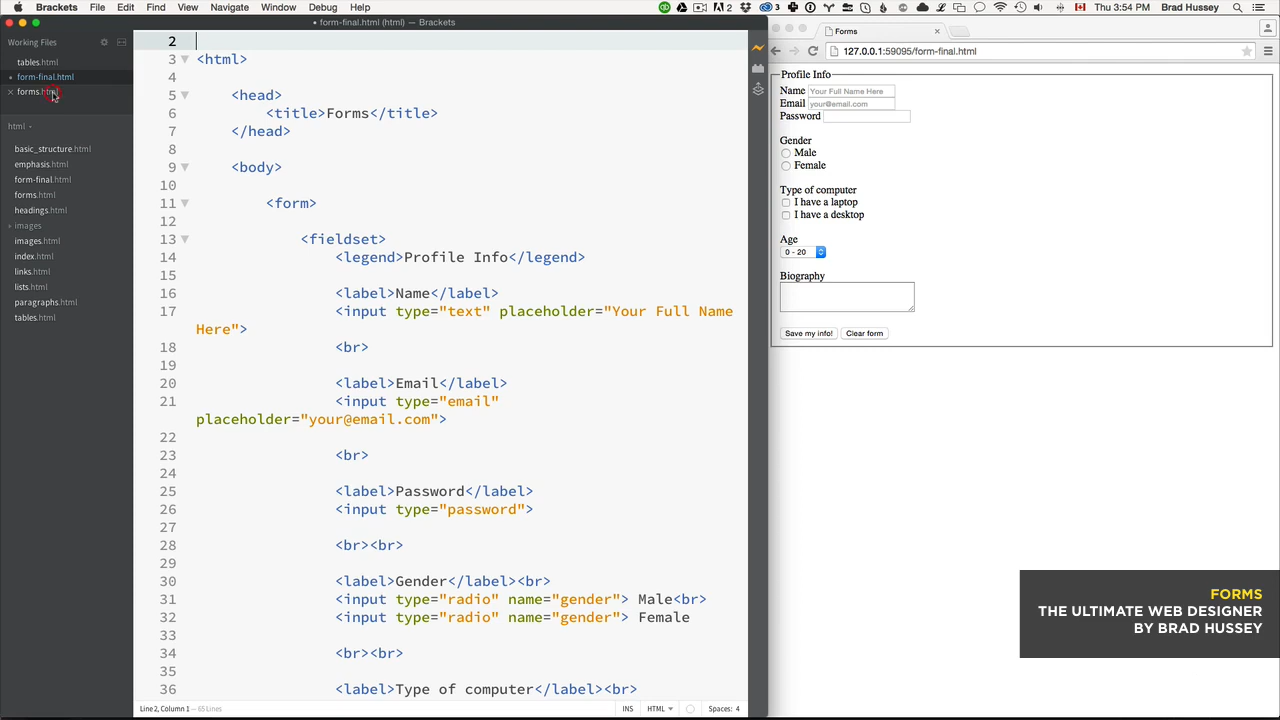 Brackets File Edit Find View Navigate Window Debug Help
2 3 Thu 3:54 PM Brad Hussey
• form-final.html (html) — Brackets
Working Files
tables.html
form-final.html
forms.html
html
basic_structure.html
emphasis.html
form-final.html
forms.html
headings.html
images
images.html
index.html
links.html
lists.html
paragraphs.html
tables.html
2
3 <html>
4
5 <head>
6 <title>Forms</title>
7 </head>
8
9 <body>
10
11 <form>
12
13 <fieldset>
14 <legend>Profile Info</legend>
15
16 <label>Name</label>
17 <input type="text" placeholder="Your Full Name
Here">
18 <br>
19
20 <label>Email</label>
21 <input type="email"
placeholder="your@email.com">
22
23 <br>
24
25 <label>Password</label>
26 <input type="password">
27
28 <br><br>
29
30 <label>Gender</label><br>
31 <input type="radio" name="gender"> Male<br>
32 <input type="radio" name="gender"> Female
33
34 <br><br>
35
36 <label>Type of computer</label><br>
Line 2, Column 1 — 65 Lines
INS HTML Spaces: 4
Forms
127.0.0.1:59095/form-final.html
Profile Info
Name Your Full Name Here
Email your@email.com
Password
Gender
Male
Female
Type of computer
I have a laptop
I have a desktop
Age
0 - 20
Biography
Save my info! Clear form
FORMS
THE ULTIMATE WEB DESIGNER
BY BRAD HUSSEY